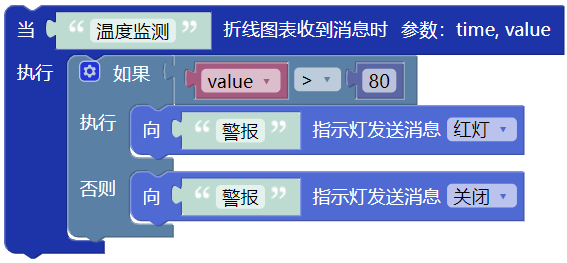 当 “ 温度监测 ” 折线图表收到消息时 参数：time, value
执行 如果 value > 80
执行 向 “ 警报 ” 指示灯发送消息 红灯
否则 向 “ 警报 ” 指示灯发送消息 关闭